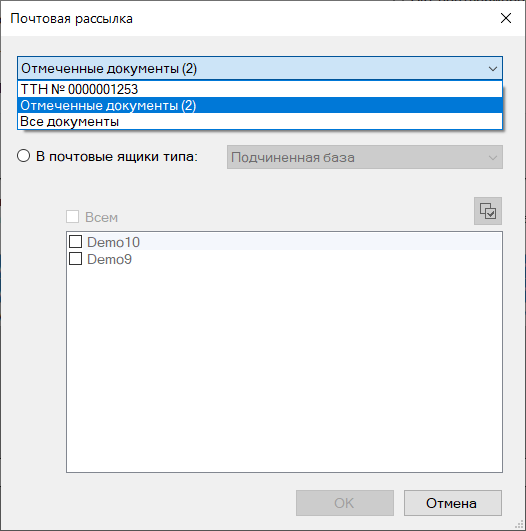 Почтовая рассылка
Отмеченные документы (2)
ТТН № 0000001253
Отмеченные документы (2)
Все документы
В почтовые ящики типа: Подчиненная база
Всем
Demo10
Demo9
OK Отмена